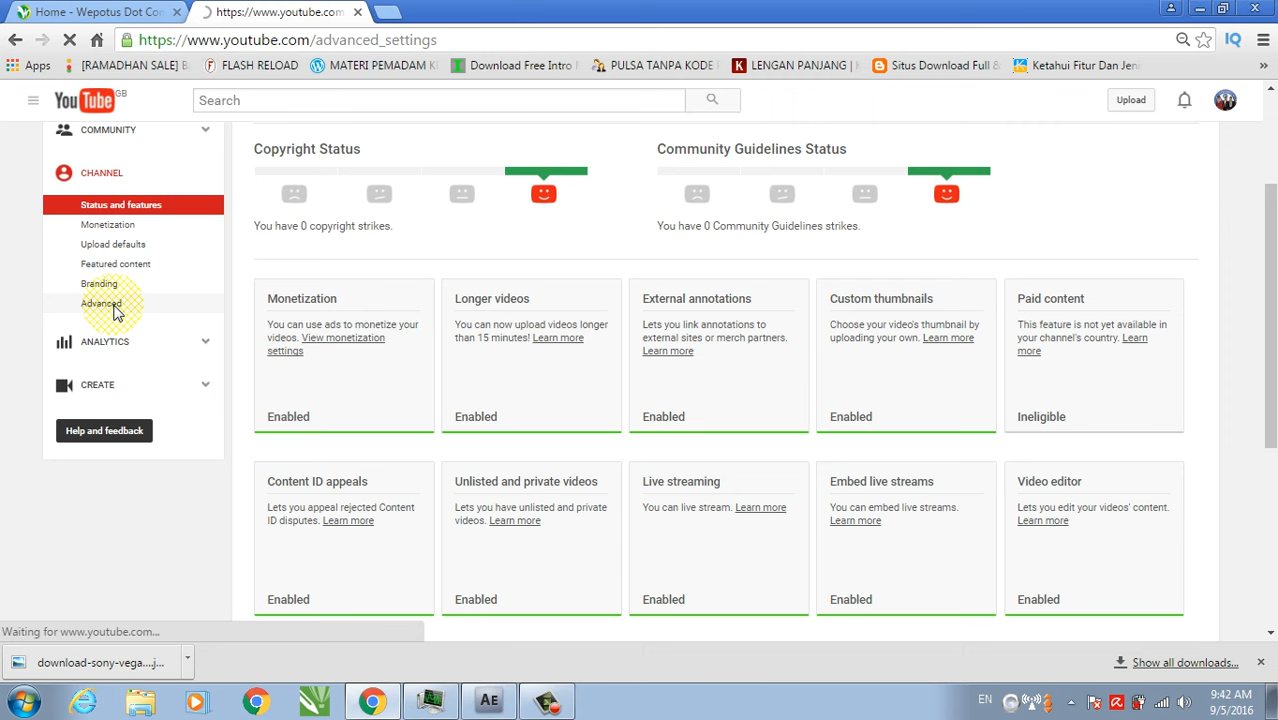 Home - Wepotus Dot Con
https://www.youtube.com
https://www.youtube.com/advanced_settings
IQ
Apps
[RAMADHAN SALE] B
FLASH RELOAD
MATERI PEMADAM KE
Download Free Intro
PULSA TANPA KODE
LENGAN PANJANG |
Situs Download Full &
Ketahui Fitur Dan Jen
»
YouTube GB
Search
Upload
COMMUNITY
CHANNEL
Status and features
Monetization
Upload defaults
Featured content
Branding
Advanced
ANALYTICS
CREATE
Help and feedback
Copyright Status
You have 0 copyright strikes.
Community Guidelines Status
You have 0 Community Guidelines strikes.
Monetization
You can use ads to monetize your
videos. View monetization
settings
Enabled
Longer videos
You can now upload videos longer
than 15 minutes! Learn more
Enabled
External annotations
Lets you link annotations to
external sites or merch partners.
Learn more
Enabled
Custom thumbnails
Choose your video's thumbnail by
uploading your own. Learn more
Enabled
Paid content
This feature is not yet available in
your channel's country. Learn
more
Ineligible
Content ID appeals
Lets you appeal rejected Content
ID disputes. Learn more
Enabled
Unlisted and private videos
Lets you have unlisted and private
videos. Learn more
Enabled
Live streaming
You can live stream. Learn more
Enabled
Embed live streams
You can embed live streams.
Learn more
Enabled
Video editor
Lets you edit your videos' content.
Learn more
Enabled
Waiting for www.youtube.com...
download-sony-vega....j...
Show all downloads...
AE
EN
9:42 AM
9/5/2016